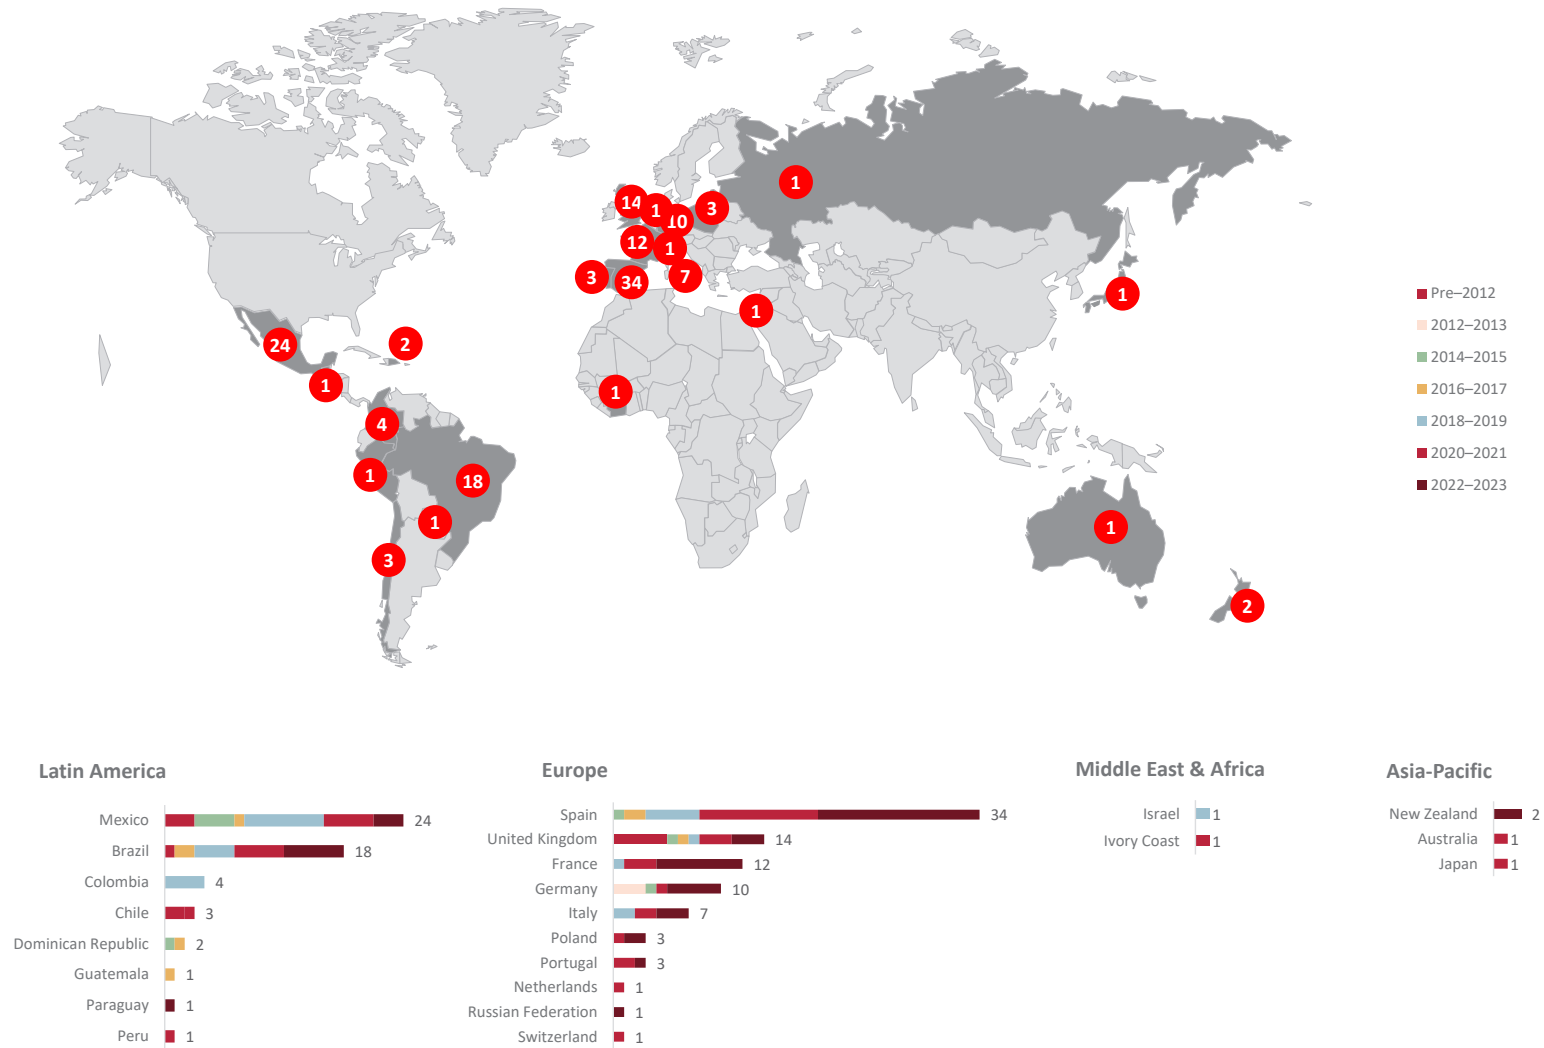 1
14
1
3
10
12
1
3
34
7
1
1
24
2
1
1
4
1
18
1
1
3
2
Pre–2012
2012–2013
2014–2015
2016–2017
2018–2019
2020–2021
2022–2023
Latin America
Mexico 24
Brazil 18
Colombia 4
Chile 3
Dominican Republic 2
Guatemala 1
Paraguay 1
Peru 1
Europe
Spain 34
United Kingdom 14
France 12
Germany 10
Italy 7
Poland 3
Portugal 3
Netherlands 1
Russian Federation 1
Switzerland 1
Middle East & Africa
Israel 1
Ivory Coast 1
Asia-Pacific
New Zealand 2
Australia 1
Japan 1